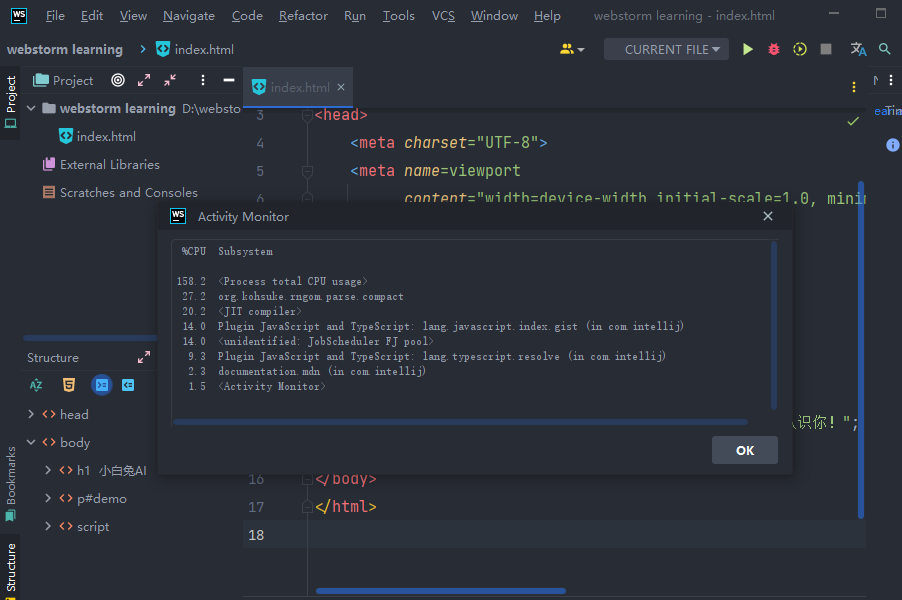 WS File Edit View Navigate Code Refactor Run Tools VCS Window Help webstorm learning - index.html
webstorm learning index.html CURRENT FILE
Project
Project
index.html
webstorm learning D:\websto
index.html
External Libraries
Scratches and Consoles
3 <head>
4 <meta charset="UTF-8">
5 <meta name=viewport
6 content="width=device-width initial-scale=1.0, mini
WS Activity Monitor
%CPU Subsystem
158.2 <Process total CPU usage>
27.2 org.kohsuke.rngom.parse.compact
20.2 <JIT compiler>
14.0 Plugin JavaScript and TypeScript: lang.javascript.index.gist (in com.intellij)
14.0 <unidentified: JobScheduler FJ pool>
9.3 Plugin JavaScript and TypeScript: lang.typescript.resolve (in com.intellij)
2.3 documentation.mdn (in com.intellij)
1.5 <Activity Monitor>
OK
识你! ";
16 </body>
17 </html>
18
Structure
AZ
5
head
body
h1 小白兔AI
p#demo
script
Bookmarks
Structure